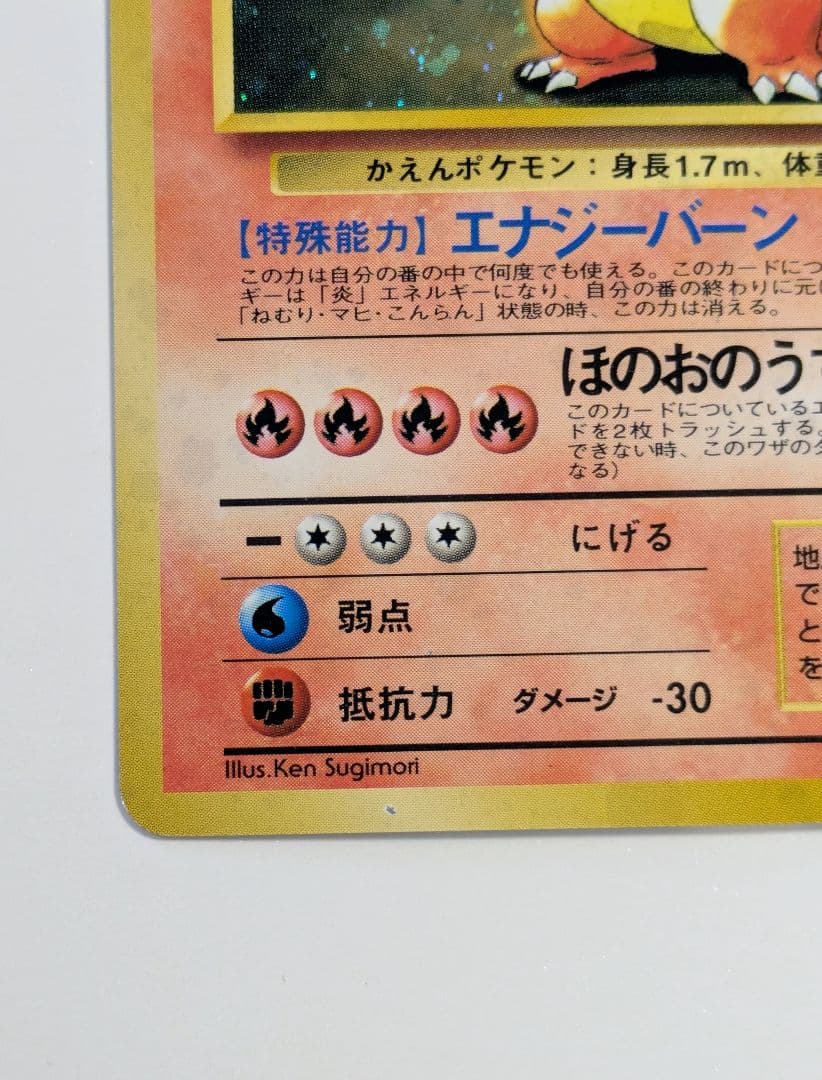 かえんポケモン：身長1.7m、体重
【特殊能力】エナジーバーン
この力は自分の番の中で何度でも使える。このカードにつ
ギーは「炎」エネルギーになり、自分の番の終わりに元に
「ねむり・マヒ・こんらん」状態の時、この力は消える。
ほのおのうず
このカードについているエ
ドを2枚トラッシュする。
できない時、このワザのダ
なる）
にげる
地
で
と
を
弱点
抵抗力 ダメージ -30
Illus.Ken Sugimori